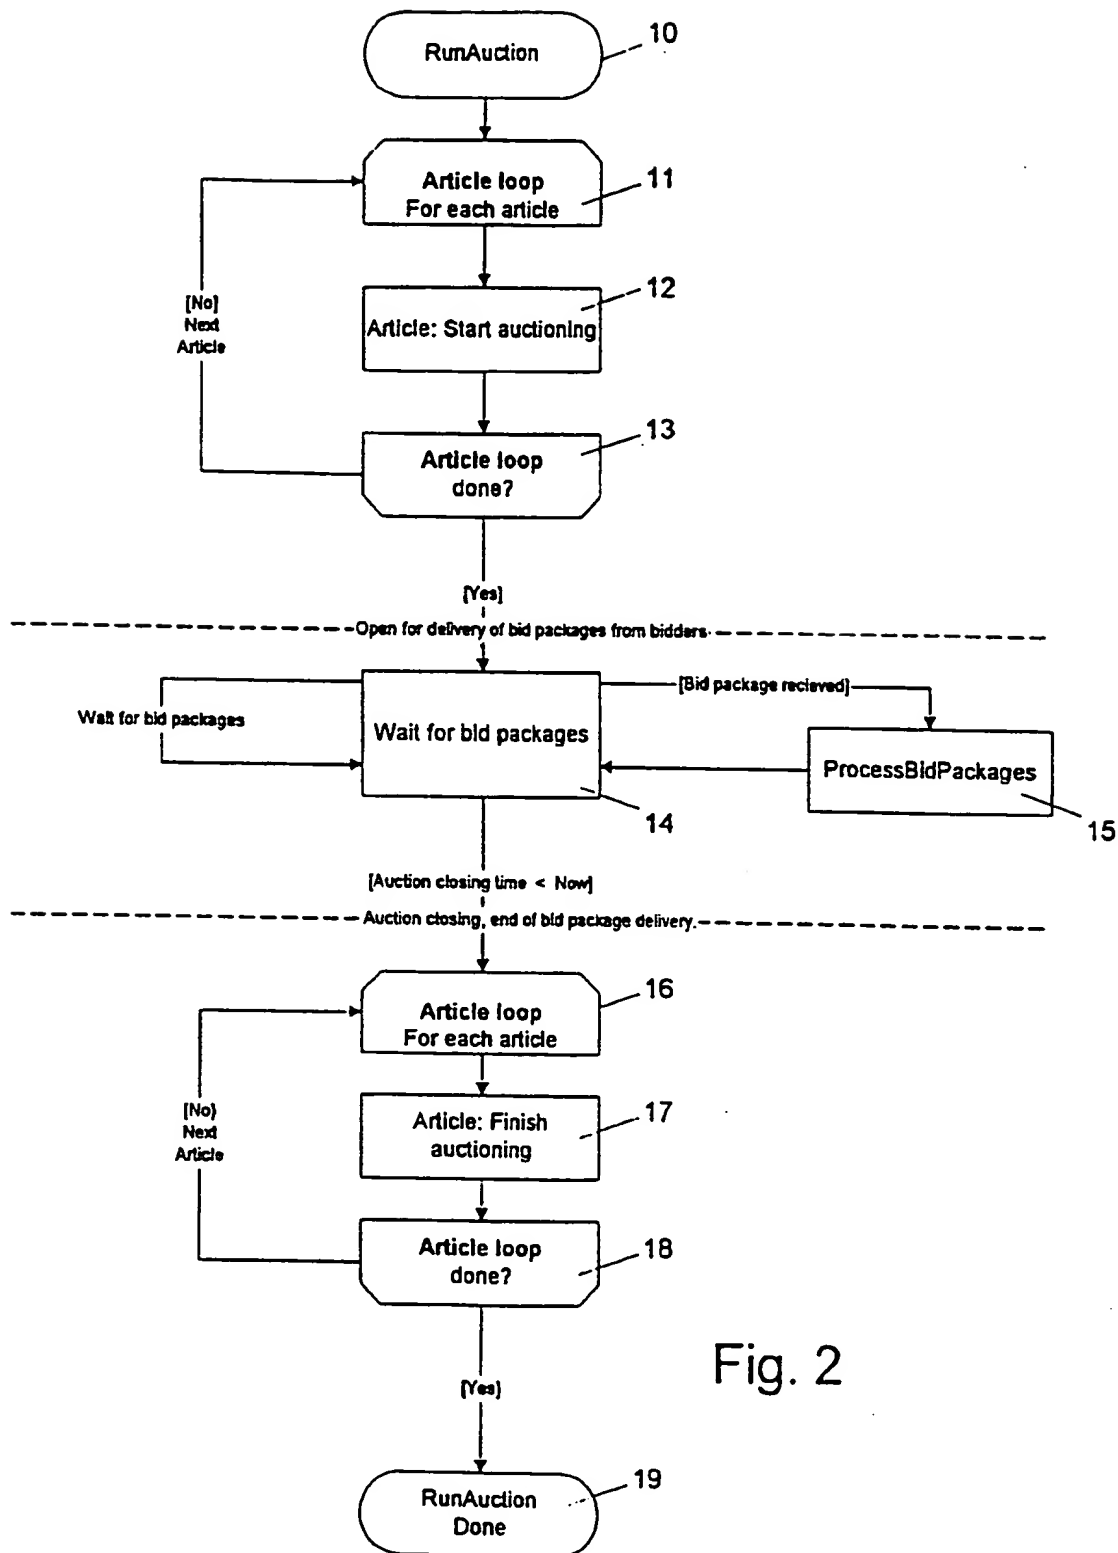 RunAuction
10
Article loop
For each article
11
12
Article: Start auctioning
[No]
Next
Article
13
Article loop
done?
[Yes]
Open for delivery of bid packages from bidders
[Bid package recieved]
Wait for bid packages
Wait for bid packages
ProcessBidPackages
14
15
[Auction closing time < Now]
Auction closing, end of bid package delivery.
16
Article loop
For each article
[No]
Next
Article
Article: Finish
auctioning
17
Article loop
done?
18
Fig. 2
[Yes]
19
RunAuction
Done